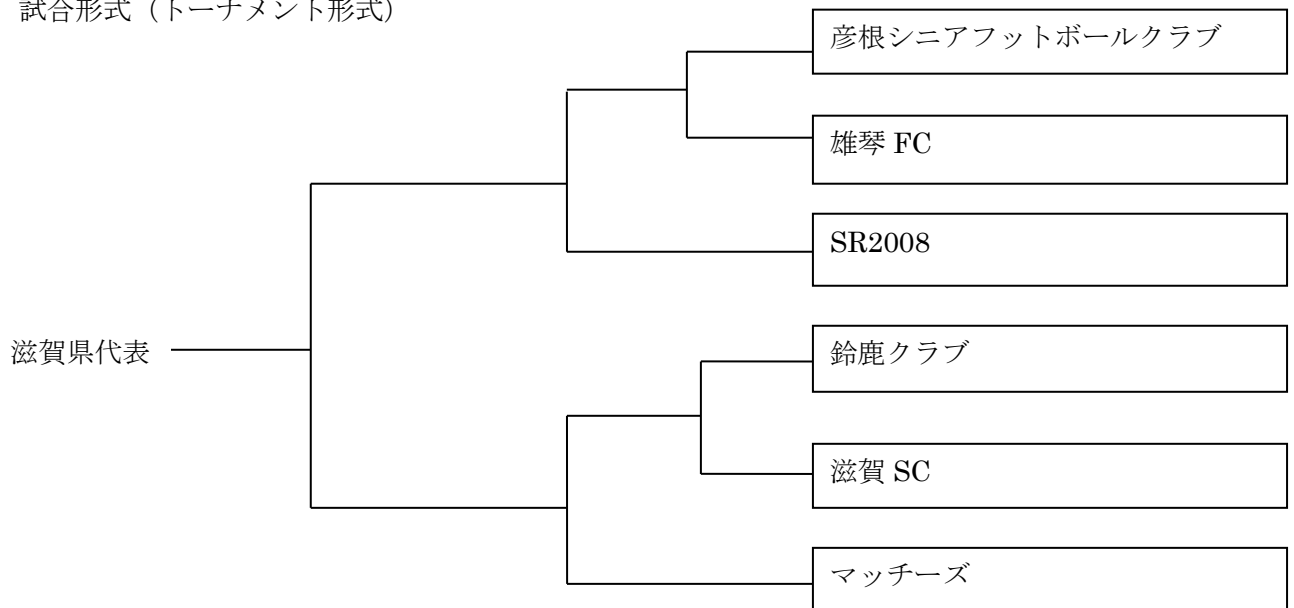 試合形式（トーナメント形式）
彦根シニアフットボールクラブ
雄琴 FC
SR2008
滋賀県代表
鈴鹿クラブ
滋賀 SC
マッチーズ